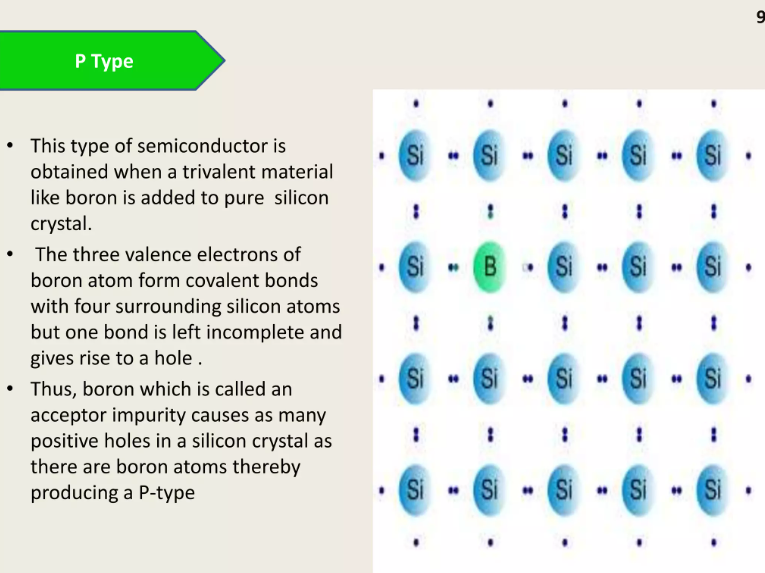 9
P Type
• This type of semiconductor is
obtained when a trivalent material
like boron is added to pure silicon
crystal.
• The three valence electrons of
boron atom form covalent bonds
with four surrounding silicon atoms
but one bond is left incomplete and
gives rise to a hole .
• Thus, boron which is called an
acceptor impurity causes as many
positive holes in a silicon crystal as
there are boron atoms thereby
producing a P-type
Si Si Si Si Si
Si B Si Si Si
Si Si Si Si Si
Si Si Si Si Si